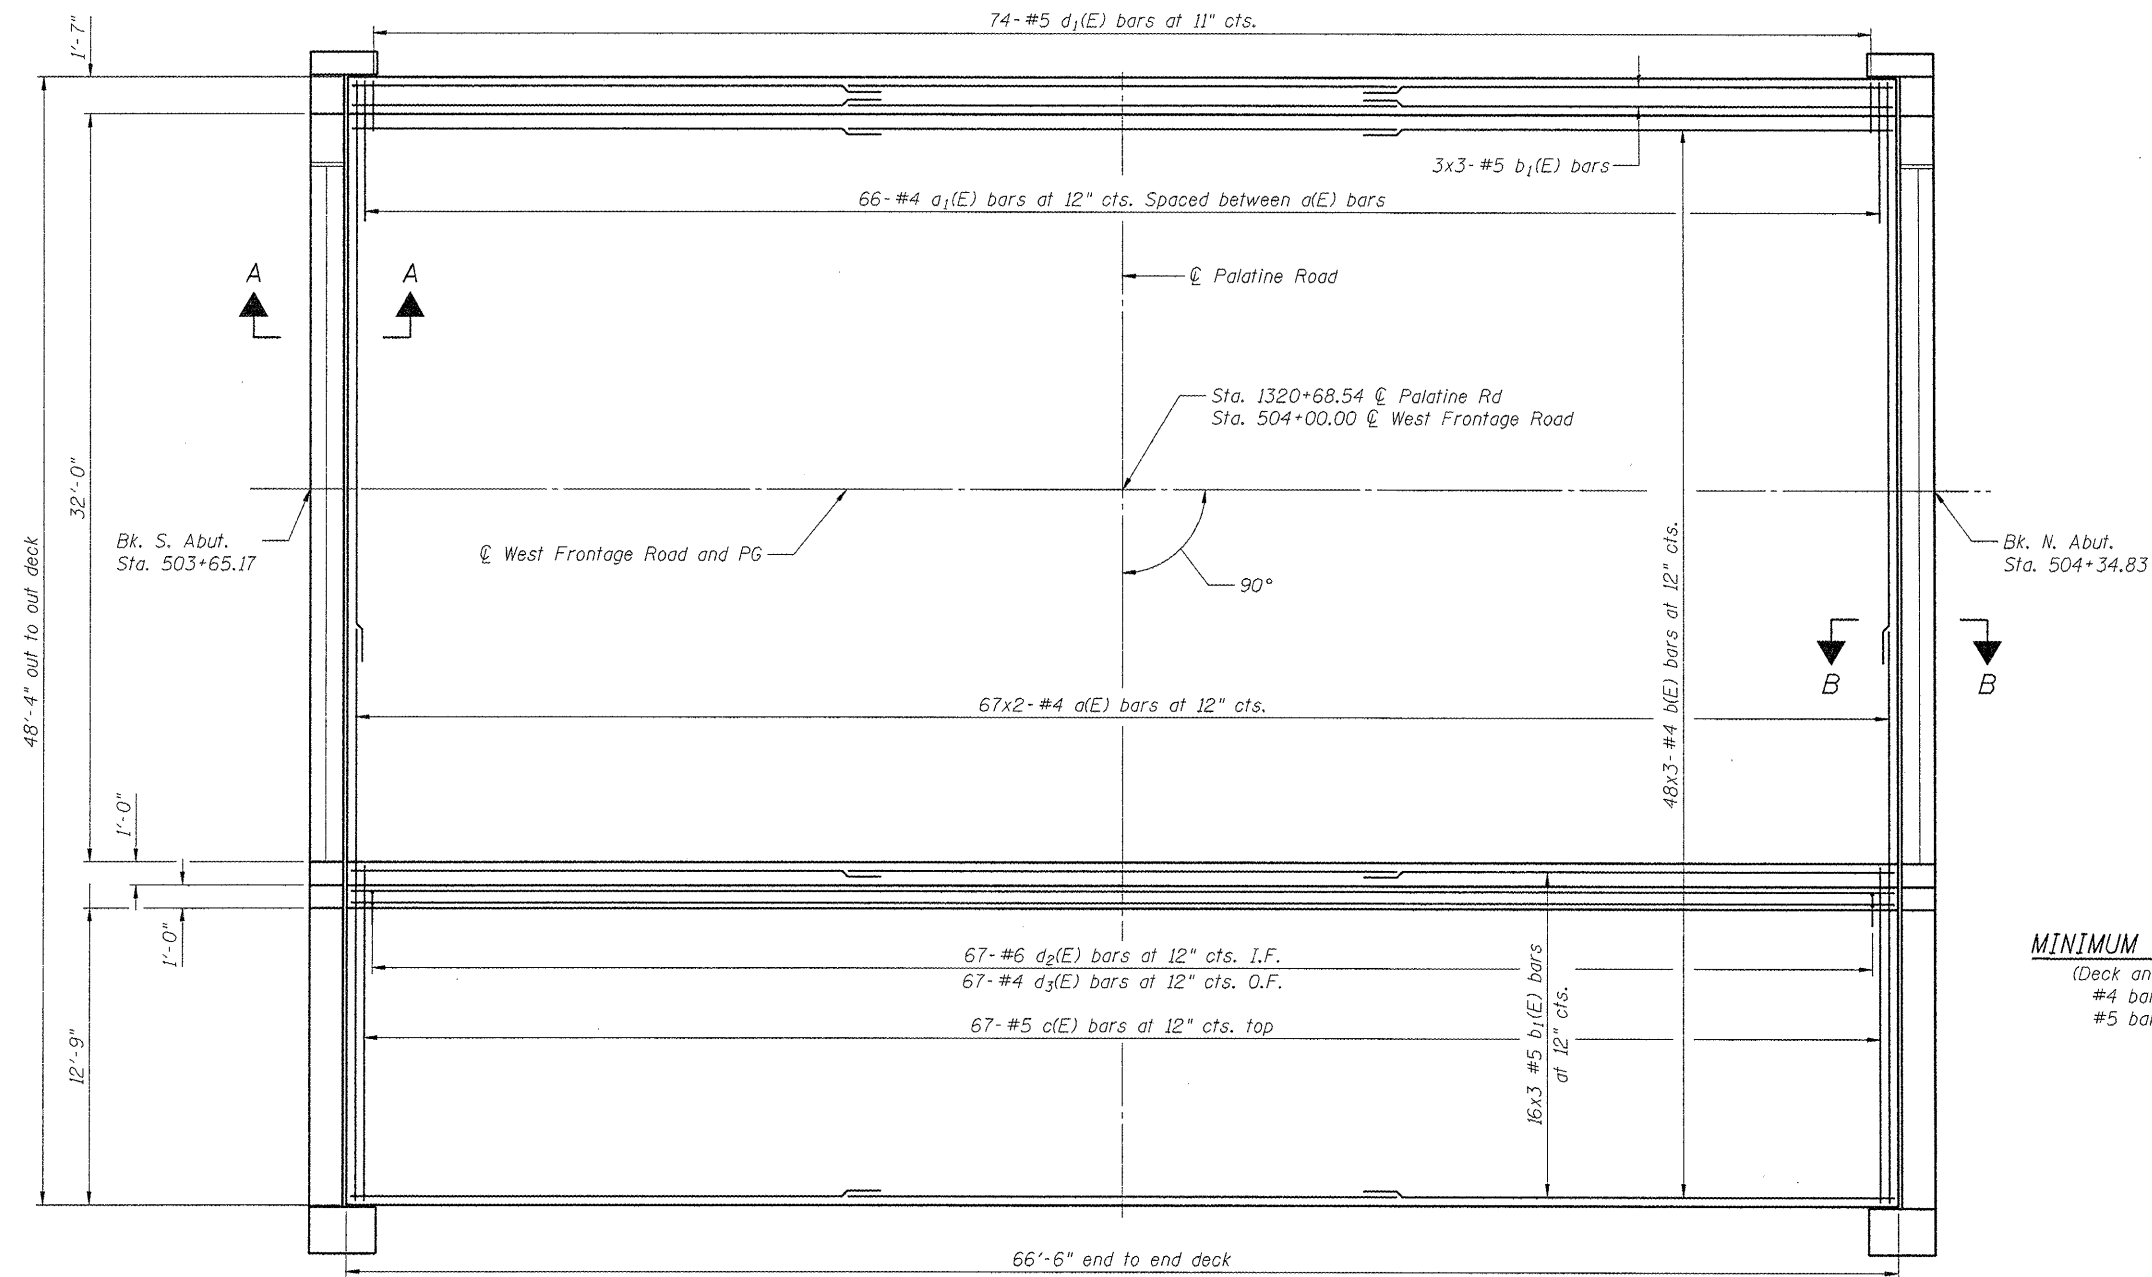 74-#5 d₁(E) bars at 11" cts.
1'-7"
3x3-#5 b₁(E) bars
66-#4 a₁(E) bars at 12" cts. Spaced between a(E) bars
A
A
℄ Palatine Road
Sta. 1320+68.54 ℄ Palatine Rd
Sta. 504+00.00 ℄ West Frontage Road
32'-0"
48'-4" out to out deck
Bk. S. Abut.
Sta. 503+65.17
℄ West Frontage Road and PG
90°
48x3-#4 b(E) bars at 12" cts.
Bk. N. Abut.
Sta. 504+34.83
B
B
67x2-#4 a(E) bars at 12" cts.
1'-0"
1'-0"
67-#6 d₂(E) bars at 12" cts. I.F.
67-#4 d₃(E) bars at 12" cts. O.F.
67-#5 c(E) bars at 12" cts. top
16x3 #5 b₁(E) bars
at 12" cts.
12'-9"
MINIMUM
(Deck an
#4 bar
#5 bar
66'-6" end to end deck